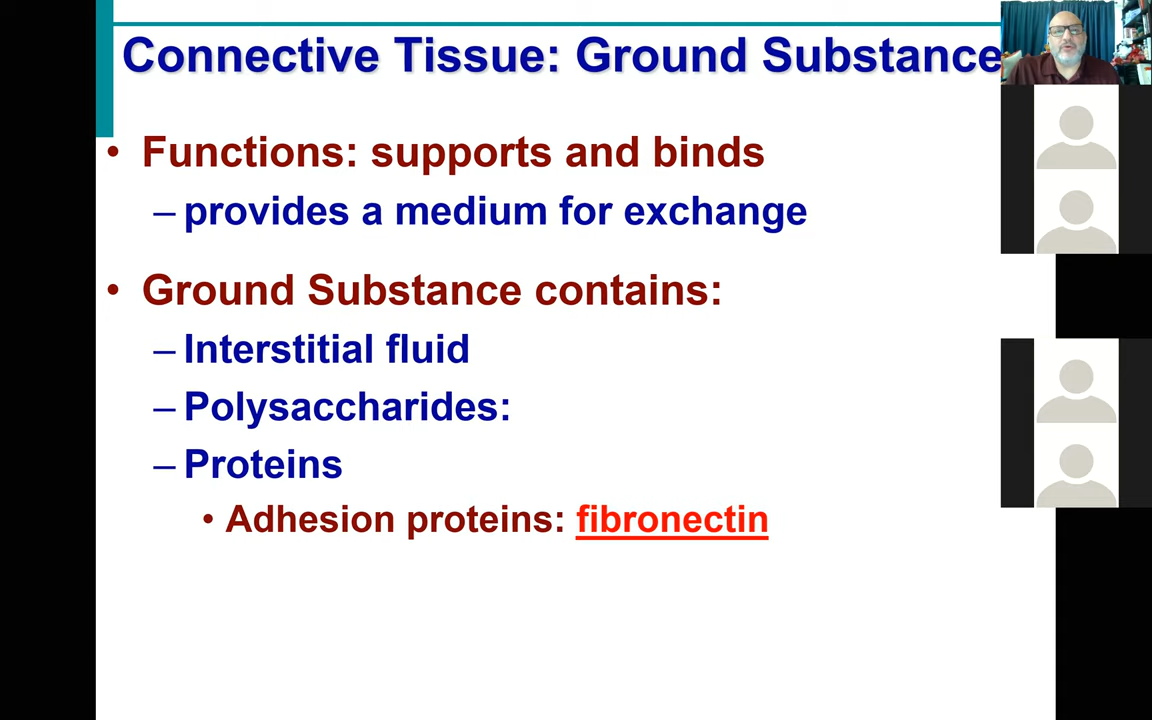 Connective Tissue: Ground Substance
• Functions: supports and binds
– provides a medium for exchange
• Ground Substance contains:
– Interstitial fluid
– Polysaccharides:
– Proteins
• Adhesion proteins: fibronectin